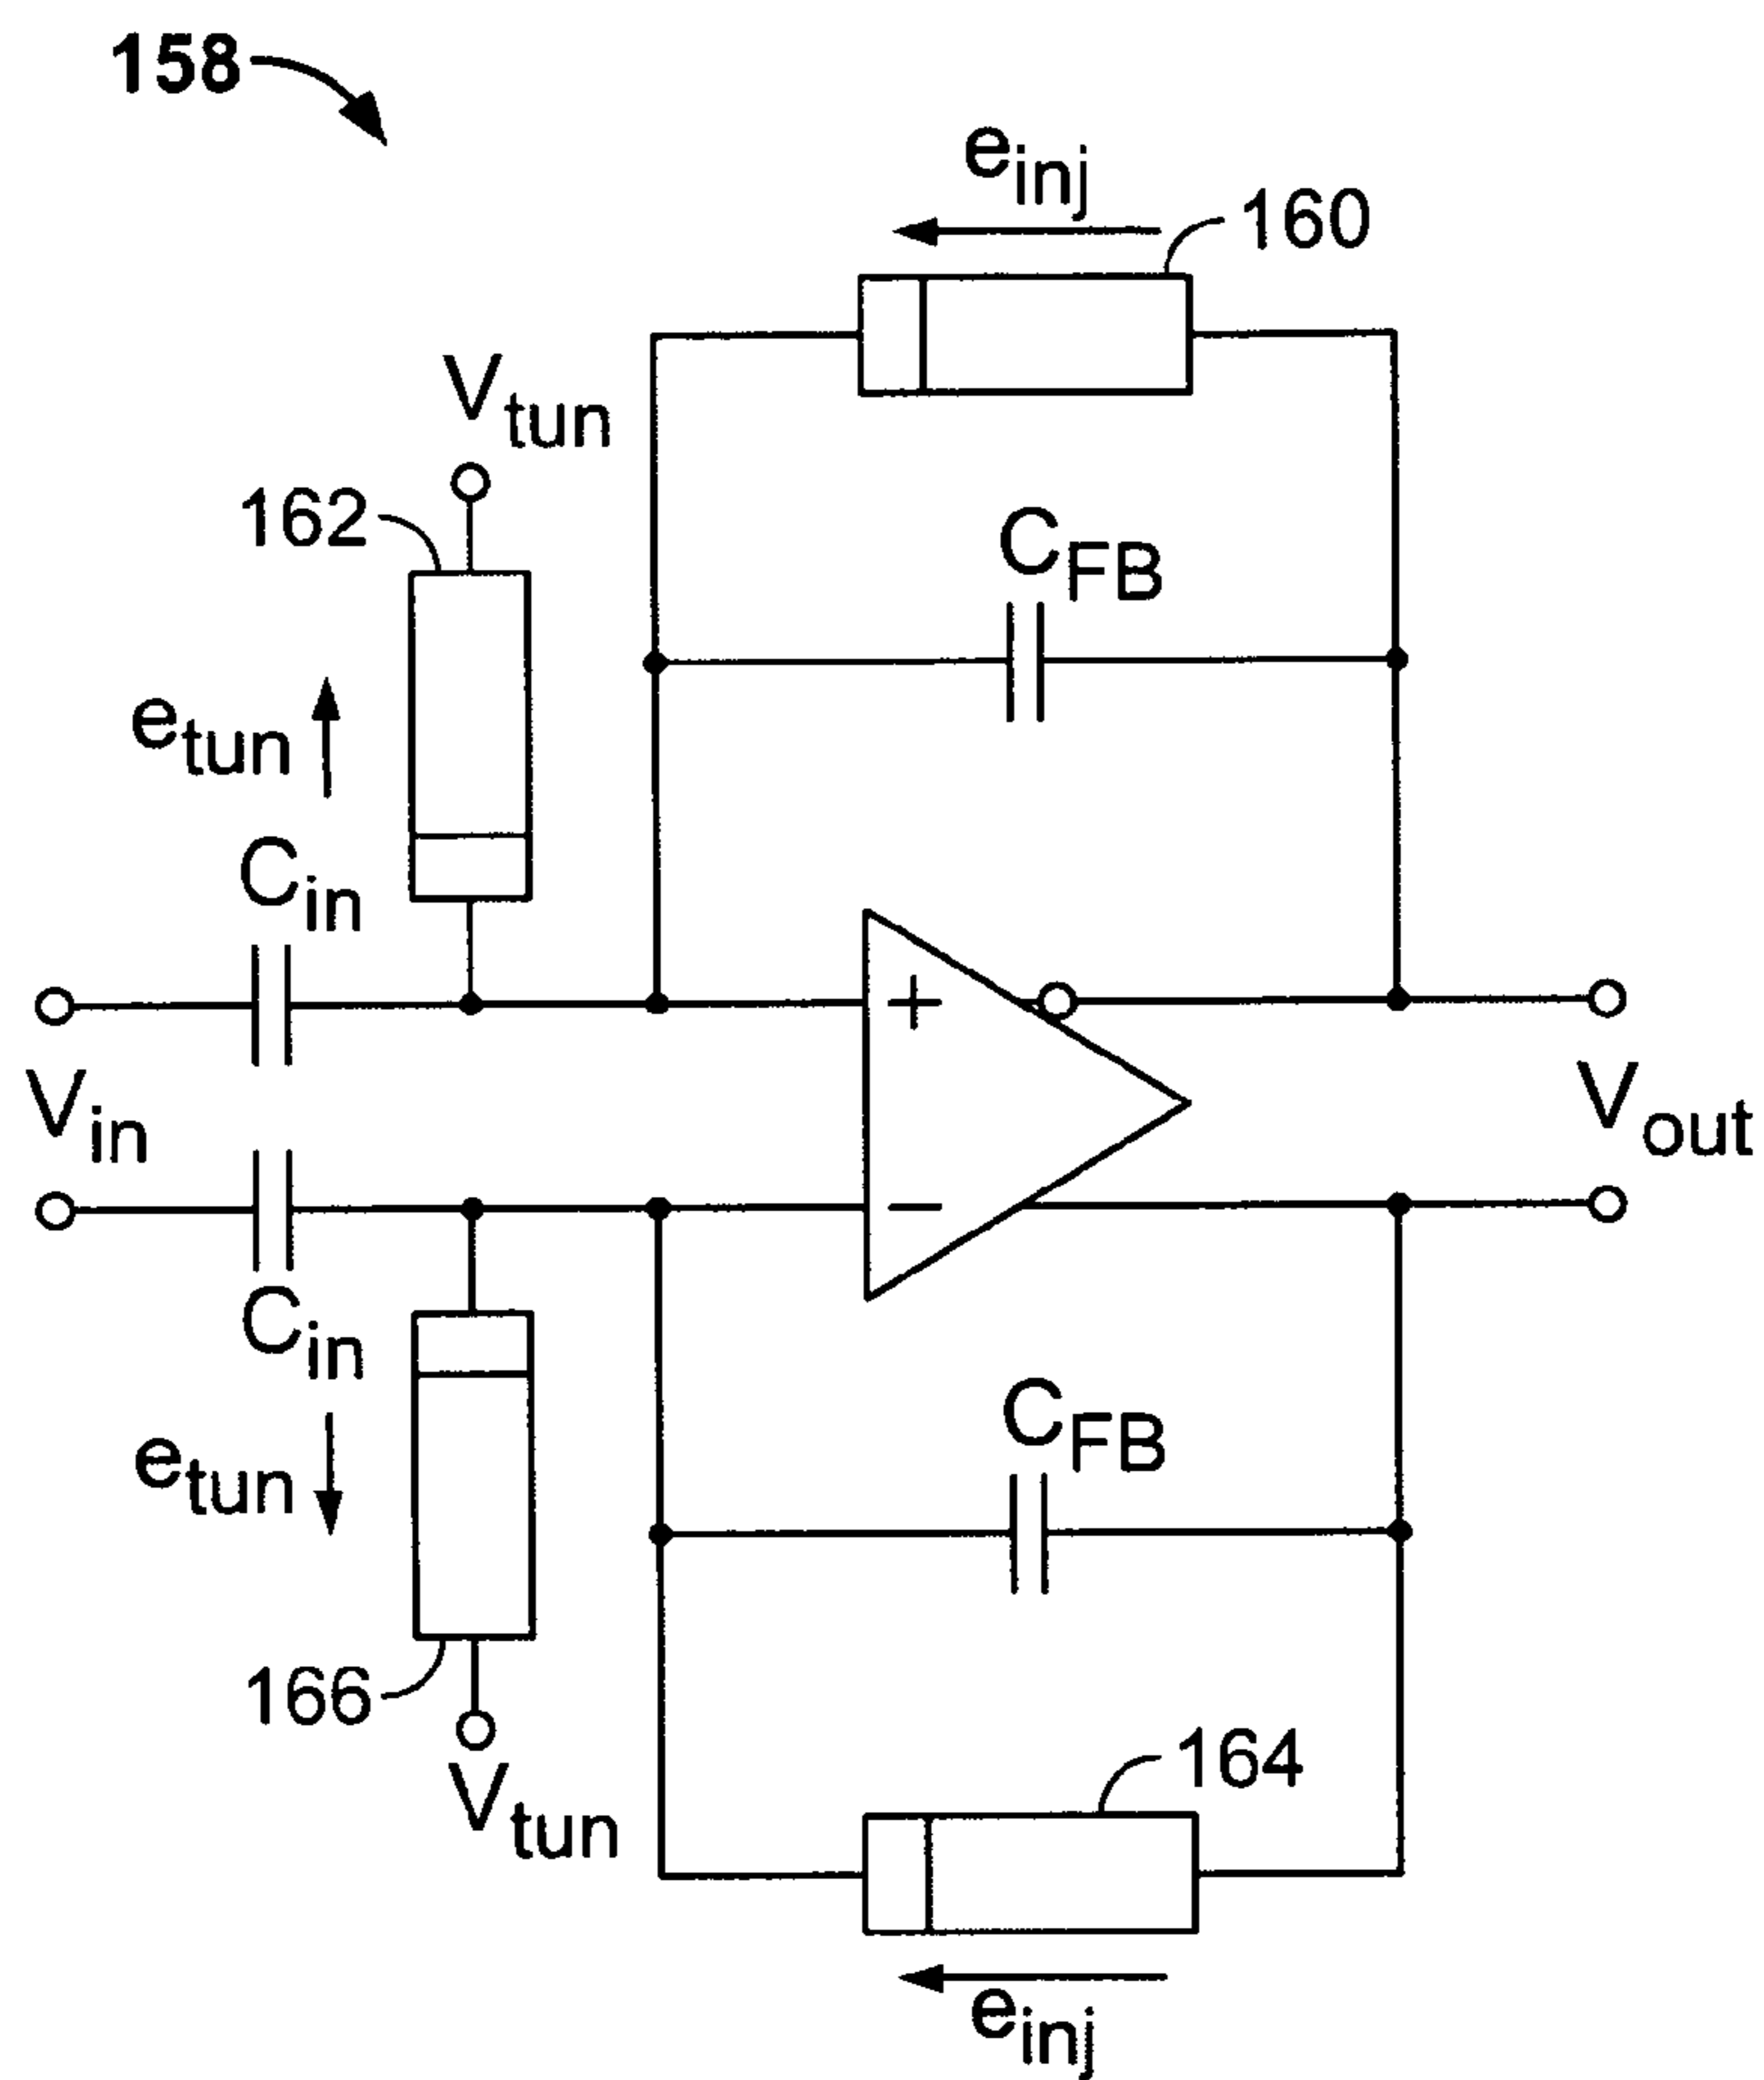 158
e_inj
160
V_tun
162
C_FB
e_tun
C_in
+
V_in
V_out
−
C_in
C_FB
e_tun
166
164
V_tun
e_inj